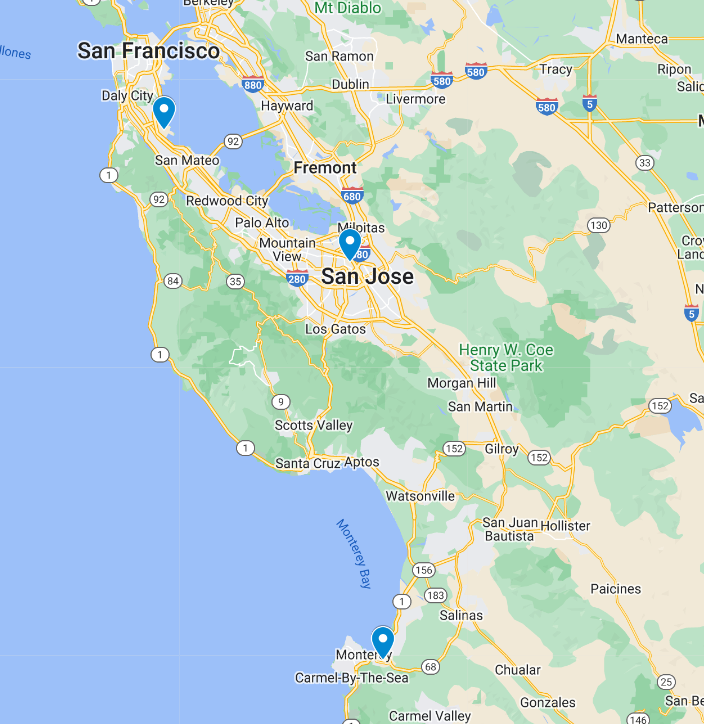 Berkeley
Mt Diablo
San Francisco
Manteca
San Ramon
580
580
Tracy
Ripon
880
Dublin
Daly City
Livermore
5
Hayward
580
92
San Mateo
33
Fremont
1
680
92
Redwood City
Patterson
Palo Alto
130
Milpitas
Mountain
View
San Jose
280
84
35
5
Los Gatos
1
Henry W. Coe
State Park
Morgan Hill
9
San Martin
152
Scotts Valley
1
152
Gilroy
152
Santa Cruz
Aptos
Watsonville
San Juan
Bautista
Hollister
Monterey Bay
156
Paicines
183
1
Salinas
Monterey
68
Carmel-By-The-Sea
Chualar
25
Gonzales
Carmel Valley
146